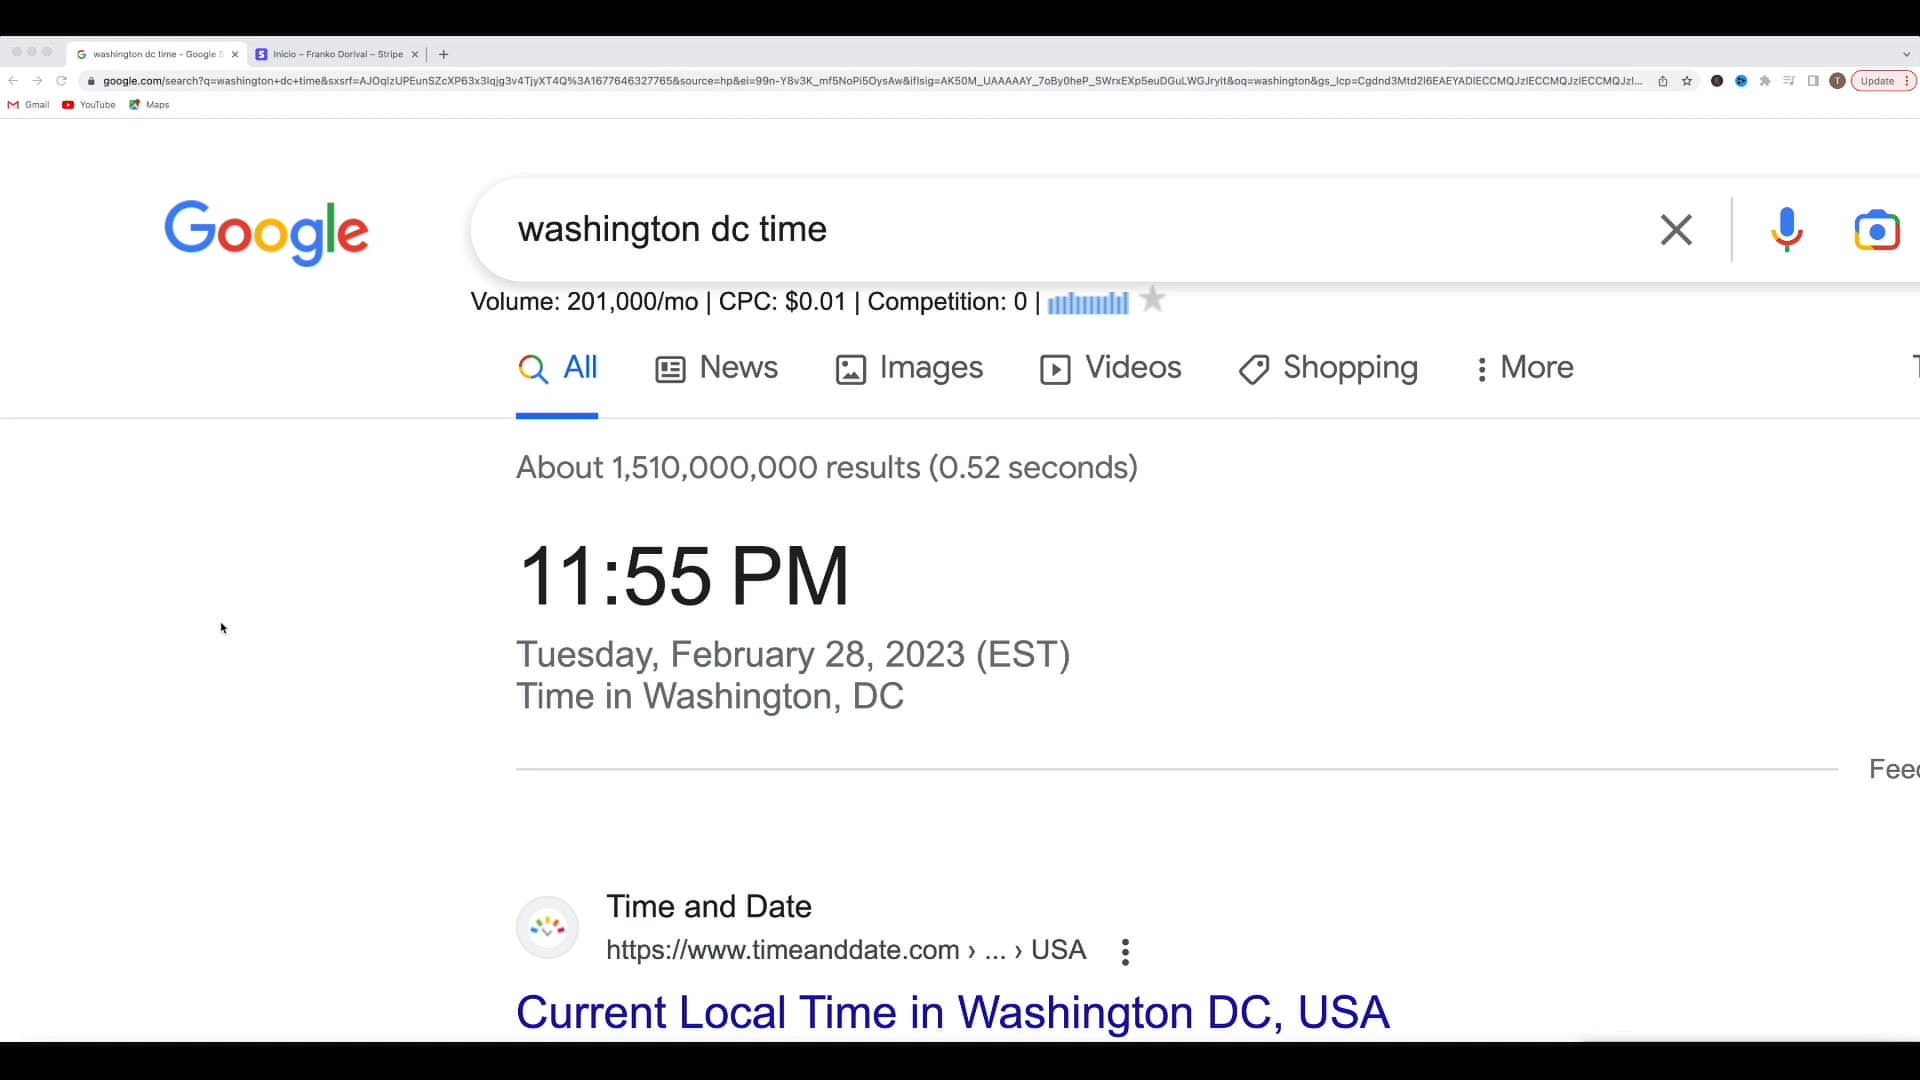 washington dc time - Google S
Inicio – Franko Dorival – Stripe
Update
Gmail
YouTube
Maps
Google
washington dc time
Volume: 201,000/mo | CPC: $0.01 | Competition: 0 |
All
News
Images
Videos
Shopping
More
About 1,510,000,000 results (0.52 seconds)
11:55 PM
Tuesday, February 28, 2023 (EST)
Time in Washington, DC
Time and Date
https://www.timeanddate.com › ... › USA
Current Local Time in Washington DC, USA